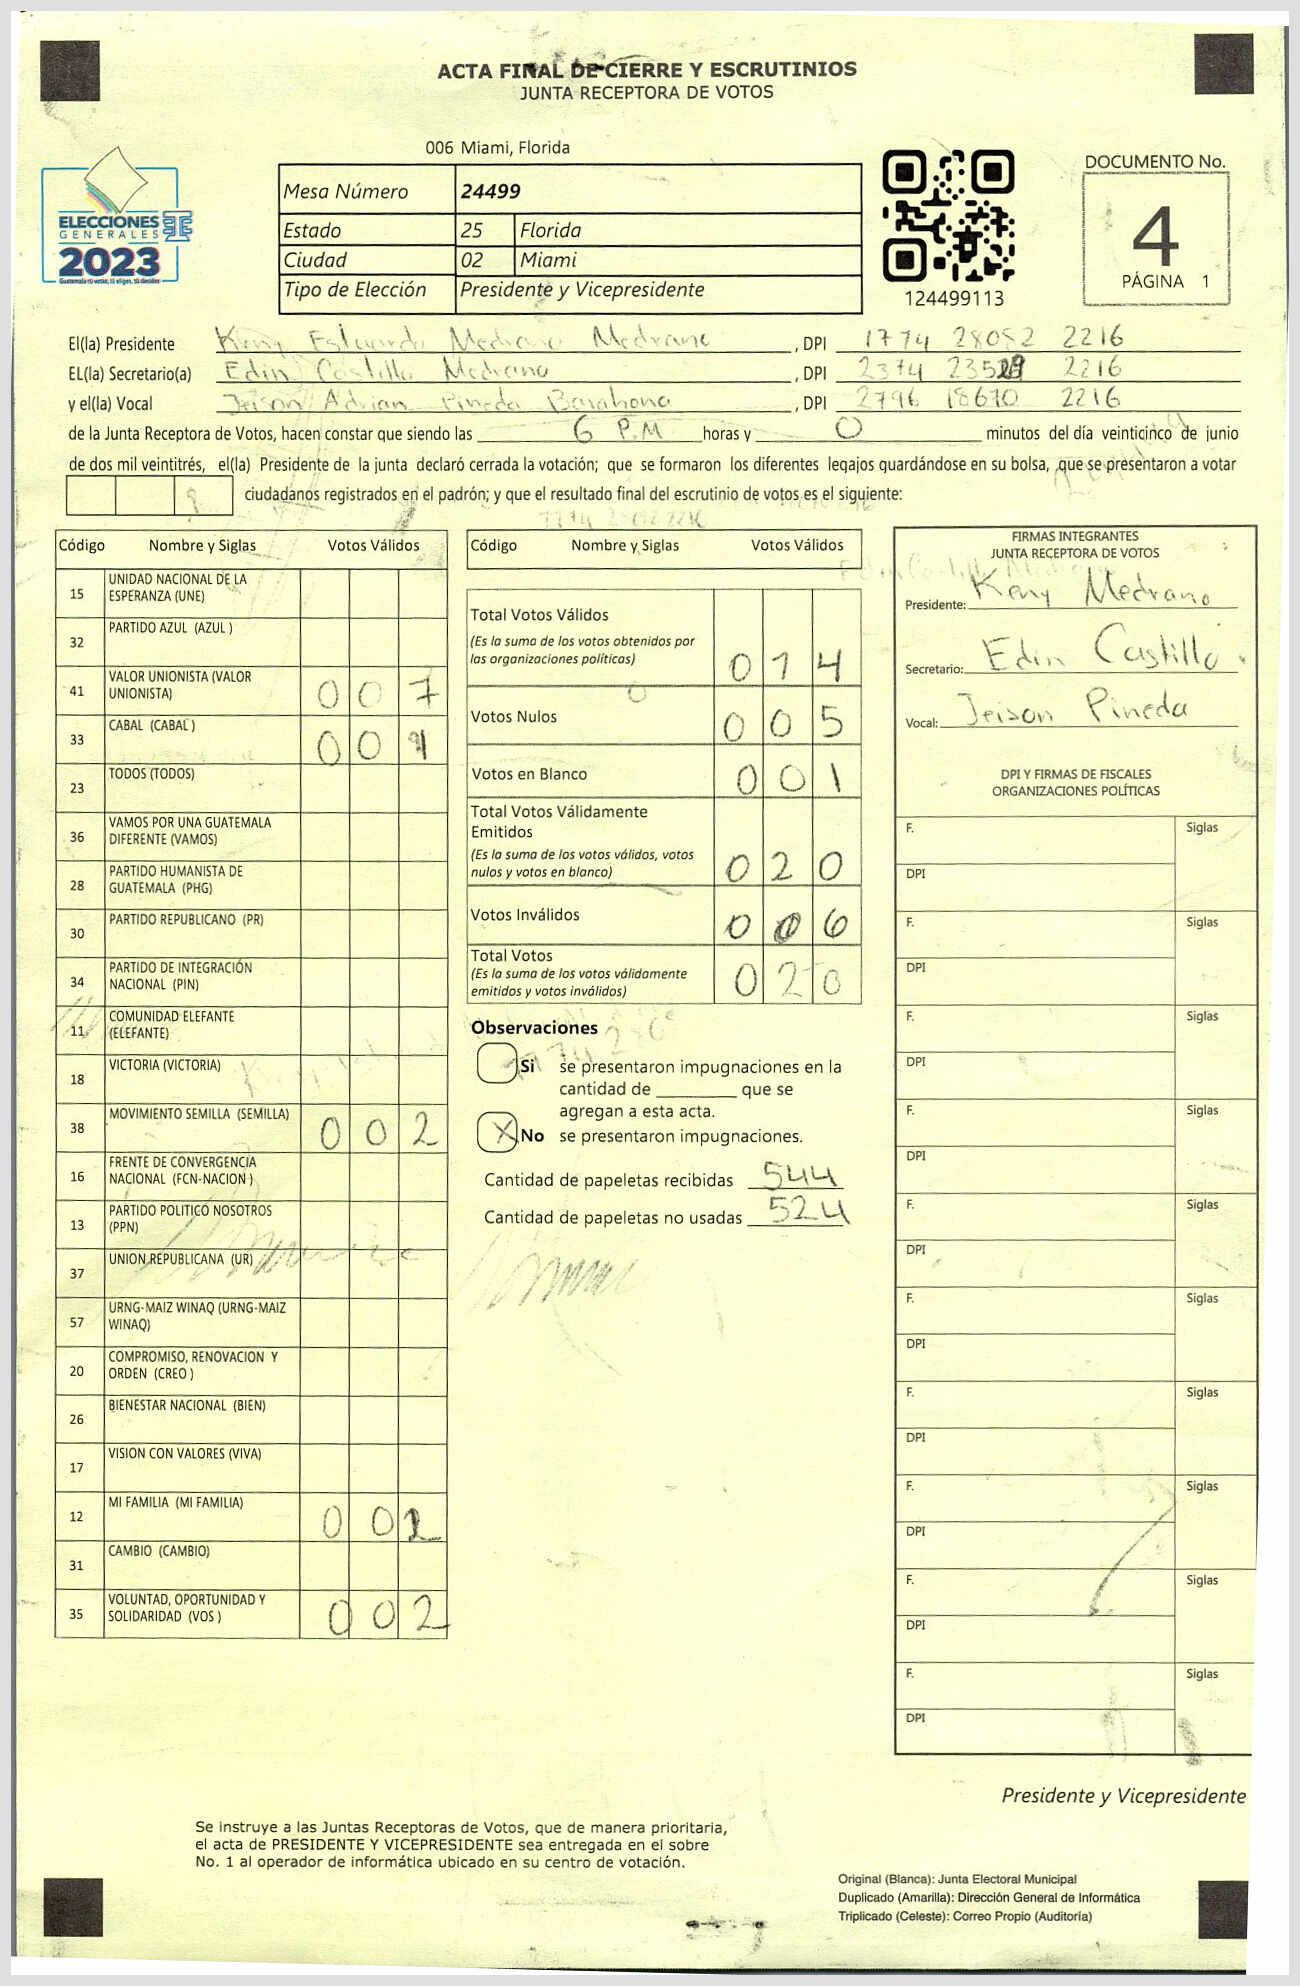 ACTA FINAL DE CIERRE Y ESCRUTINIOS
JUNTA RECEPTORA DE VOTOS
006 Miami, Florida
ELECCIONES
GENERALES
2023
Guatemala tú votas, tú eliges, tú decides
Mesa Número 24499
Estado 25 Florida
Ciudad 02 Miami
Tipo de Elección Presidente y Vicepresidente
124499113
DOCUMENTO No.
4
PÁGINA 1
El(la) Presidente Keny Estuardo Medrano Medrano, DPI 1774 28082 2216
EL(la) Secretario(a) Edin Castillo Medrano, DPI 2374 2216
y el(la) Vocal Jeison Adrian Pineda Barahona, DPI 2796 18670 2216
de la Junta Receptora de Votos, hacen constar que siendo las 6 P.M horas y 0 minutos del día veinticinco de junio
de dos mil veintitrés, el(la) Presidente de la junta declaró cerrada la votación; que se formaron los diferentes legajos guardándose en su bolsa, que se presentaron a votar
ciudadanos registrados en el padrón; y que el resultado final del escrutinio de votos es el siguiente:
Código Nombre y Siglas Votos Válidos
15 UNIDAD NACIONAL DE LA ESPERANZA (UNE)
32 PARTIDO AZUL (AZUL )
41 VALOR UNIONISTA (VALOR UNIONISTA) 0 0 7
33 CABAL (CABAL ) 0 0 1
23 TODOS (TODOS)
36 VAMOS POR UNA GUATEMALA DIFERENTE (VAMOS)
28 PARTIDO HUMANISTA DE GUATEMALA (PHG)
30 PARTIDO REPUBLICANO (PR)
34 PARTIDO DE INTEGRACIÓN NACIONAL (PIN)
11 COMUNIDAD ELEFANTE (ELEFANTE)
18 VICTORIA (VICTORIA)
38 MOVIMIENTO SEMILLA (SEMILLA) 0 0 2
16 FRENTE DE CONVERGENCIA NACIONAL (FCN-NACION )
13 PARTIDO POLITICO NOSOTROS (PPN)
37 UNION REPUBLICANA (UR)
57 URNG-MAIZ WINAQ (URNG-MAIZ WINAQ)
20 COMPROMISO, RENOVACION Y ORDEN (CREO )
26 BIENESTAR NACIONAL (BIEN)
17 VISION CON VALORES (VIVA)
12 MI FAMILIA (MI FAMILIA) 0 0
31 CAMBIO (CAMBIO)
35 VOLUNTAD, OPORTUNIDAD Y SOLIDARIDAD (VOS ) 0 0 2
Código Nombre y Siglas Votos Válidos
Total Votos Válidos
(Es la suma de los votos obtenidos por
las organizaciones políticas) 0 1 4
Votos Nulos 0 0 5
Votos en Blanco 0 0 1
Total Votos Válidamente
Emitidos
(Es la suma de los votos válidos, votos
nulos y votos en blanco) 0 2 0
Votos Inválidos 0 0 6
Total Votos
(Es la suma de los votos válidamente
emitidos y votos inválidos) 0 2 0
Observaciones
Si se presentaron impugnaciones en la
cantidad de ________ que se
agregan a esta acta.
X No se presentaron impugnaciones.
Cantidad de papeletas recibidas 544
Cantidad de papeletas no usadas 524
FIRMAS INTEGRANTES
JUNTA RECEPTORA DE VOTOS
Presidente: Keny Medrano
Secretario: Edin Castillo
Vocal: Jeison Pineda
DPI Y FIRMAS DE FISCALES
ORGANIZACIONES POLÍTICAS
F. Siglas
DPI
F. Siglas
DPI
F. Siglas
DPI
F. Siglas
DPI
F. Siglas
DPI
F. Siglas
DPI
F. Siglas
DPI
F. Siglas
DPI
F. Siglas
DPI
F. Siglas
DPI
Presidente y Vicepresidente
Se instruye a las Juntas Receptoras de Votos, que de manera prioritaria,
el acta de PRESIDENTE Y VICEPRESIDENTE sea entregada en el sobre
No. 1 al operador de informática ubicado en su centro de votación.
Original (Blanca): Junta Electoral Municipal
Duplicado (Amarilla): Dirección General de Informática
Triplicado (Celeste): Correo Propio (Auditoría)